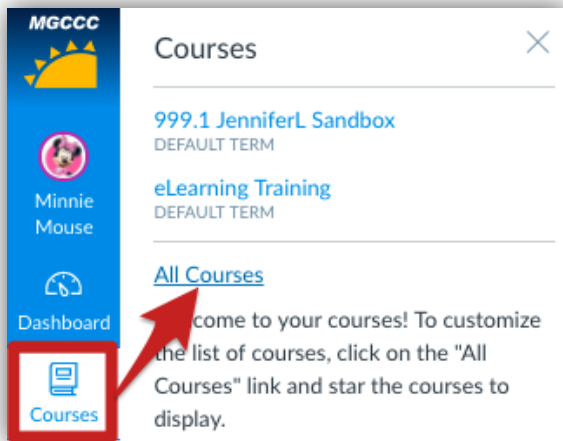 MGCCC
Minnie
Mouse
Dashboard
Courses
Courses
999.1 JenniferL Sandbox
DEFAULT TERM
eLearning Training
DEFAULT TERM
All Courses
come to your courses! To customize
the list of courses, click on the "All
Courses" link and star the courses to
display.